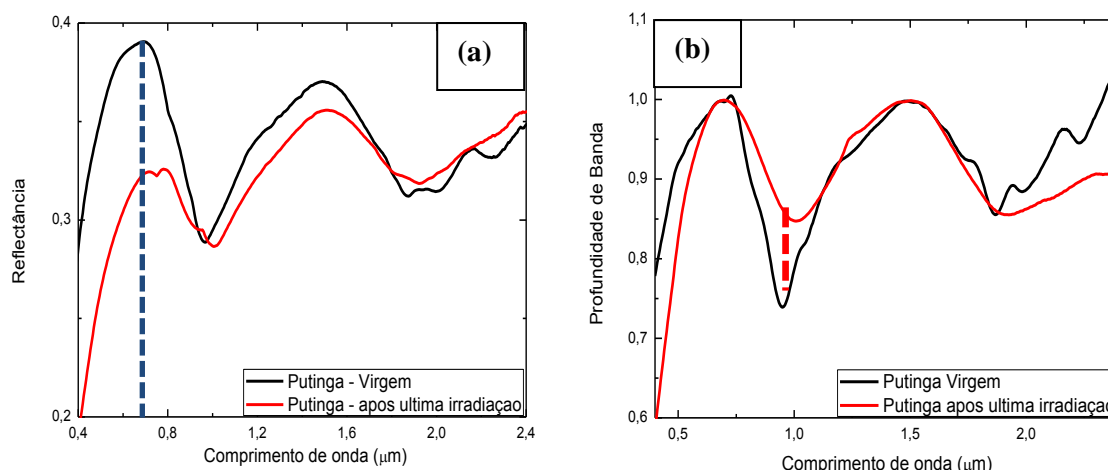 0,4
(a)
Reflectância
0,3
0,2
Putinga - Virgem
Putinga - apos ultima irradiaçao
0,4 0,8 1,2 1,6 2,0 2,4
Comprimento de onda (μm)
1,1
(b)
Profundidade de Banda
1,0
0,9
0,8
0,7
0,6
Putinga Virgem
Putinga apos ultima irradiaçao
0,5 1,0 1,5 2,0
Comprimento de onda (μm)